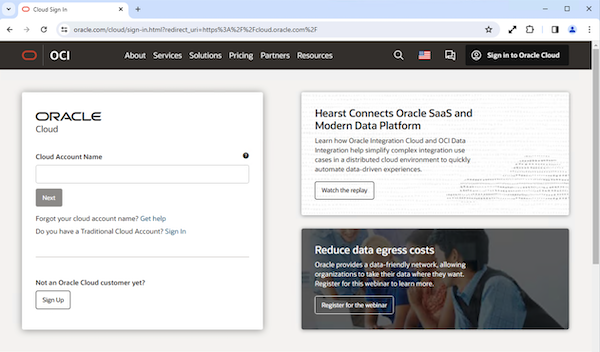 Cloud Sign In
oracle.com/cloud/sign-in.html?redirect_uri=https%3A%2F%2Fcloud.oracle.com%2F
OCI
About Services Solutions Pricing Partners Resources
Sign in to Oracle Cloud
ORACLE
Cloud
Cloud Account Name
Next
Forgot your cloud account name? Get help
Do you have a Traditional Cloud Account? Sign In
Not an Oracle Cloud customer yet?
Sign Up
Hearst Connects Oracle SaaS and
Modern Data Platform
Learn how Oracle Integration Cloud and OCI Data
Integration help simplify complex integration use
cases in a distributed cloud environment to quickly
automate data-driven experiences.
Watch the replay
Reduce data egress costs
Oracle provides a data-friendly network, allowing
organizations to take their data where they want.
Register for this webinar to learn more.
Register for the webinar